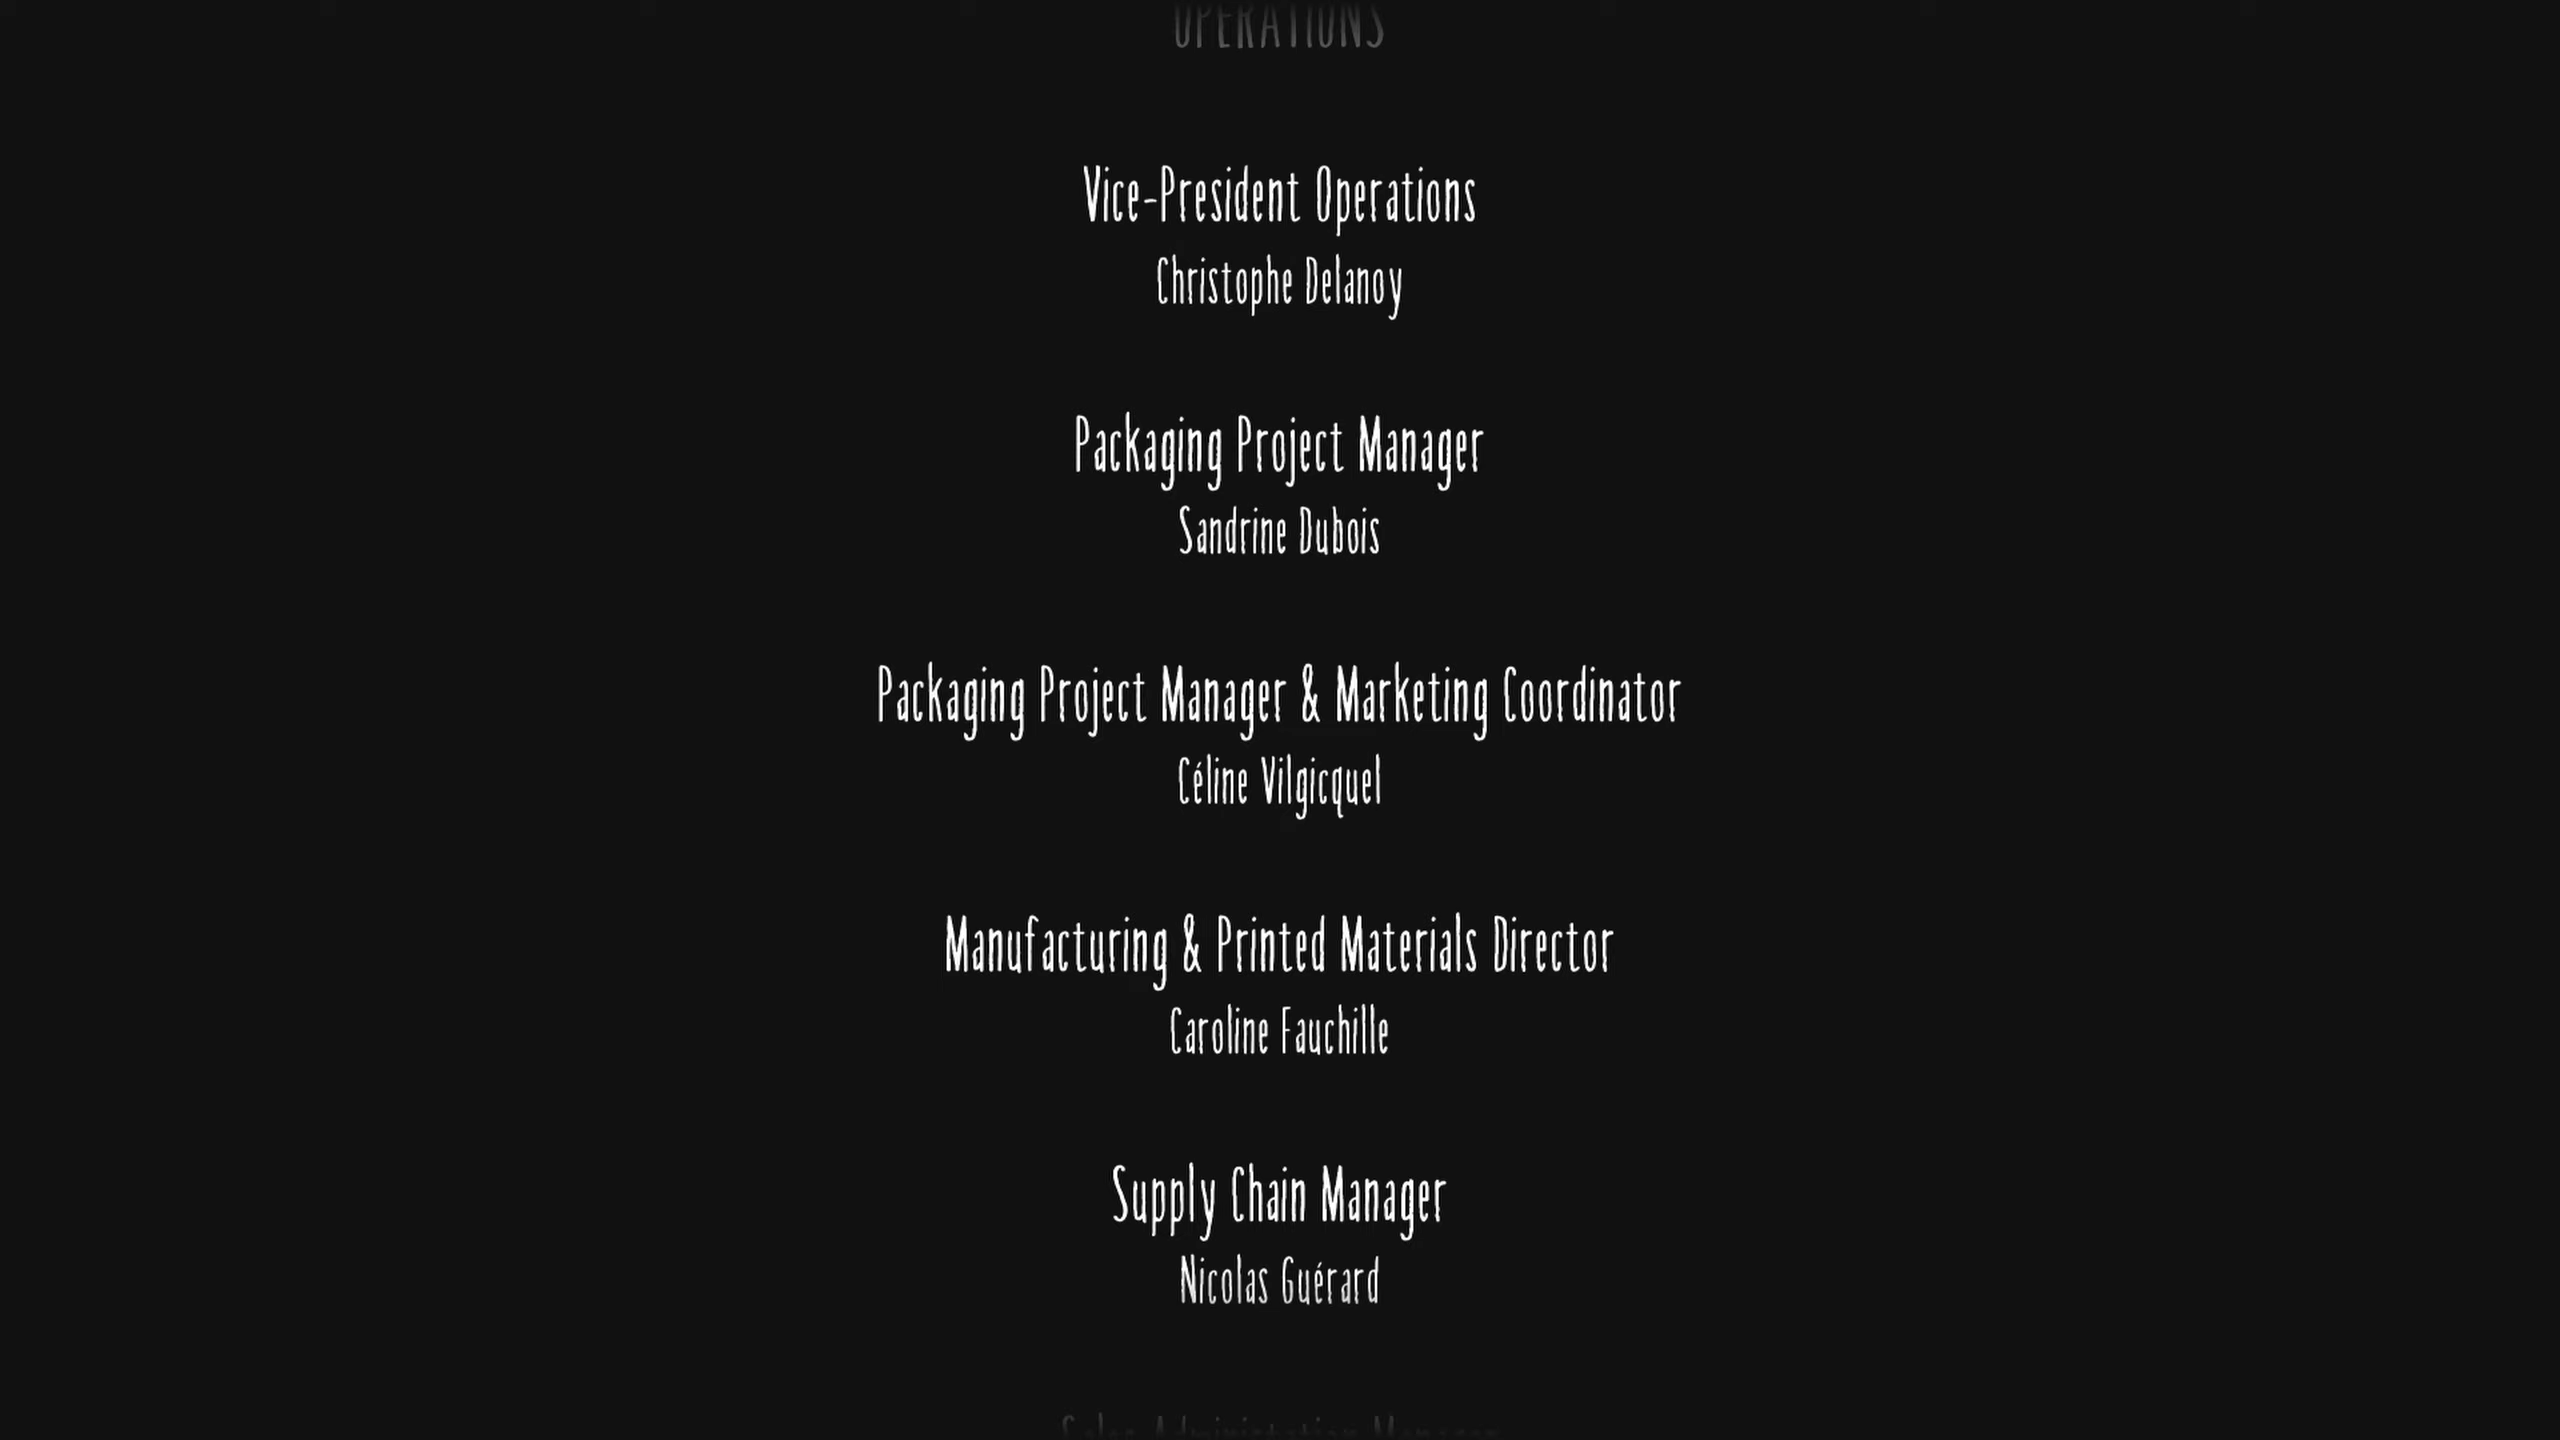 OPERATIONS
Vice-President Operations
Christophe Delanoy
Packaging Project Manager
Sandrine Dubois
Packaging Project Manager & Marketing Coordinator
Céline Vilgicquel
Manufacturing & Printed Materials Director
Caroline Fauchille
Supply Chain Manager
Nicolas Guérard